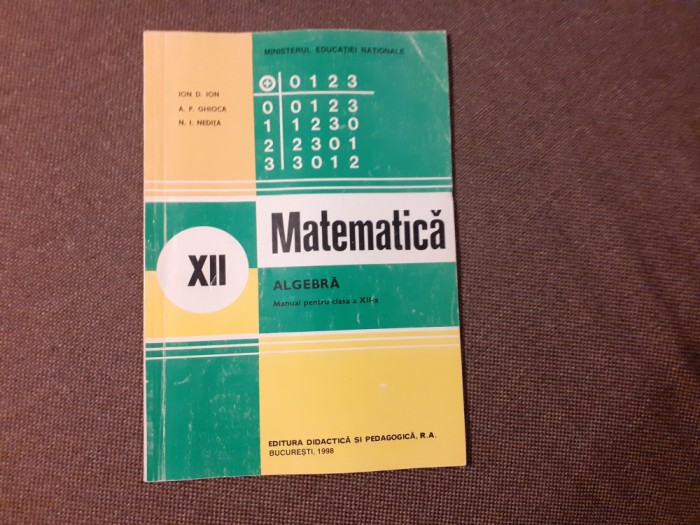 MINISTERUL EDUCAȚIEI NAȚIONALE
ION D. ION
A. P. GHIOCA
N. I. NEDIȚA
⊕ 0 1 2 3
0 0 1 2 3
1 1 2 3 0
2 2 3 0 1
3 3 0 1 2
Matematică
XII
ALGEBRĂ
Manual pentru clasa a XII-a
EDITURA DIDACTICĂ SI PEDAGOGICĂ, R.A.
BUCUREȘTI, 1998